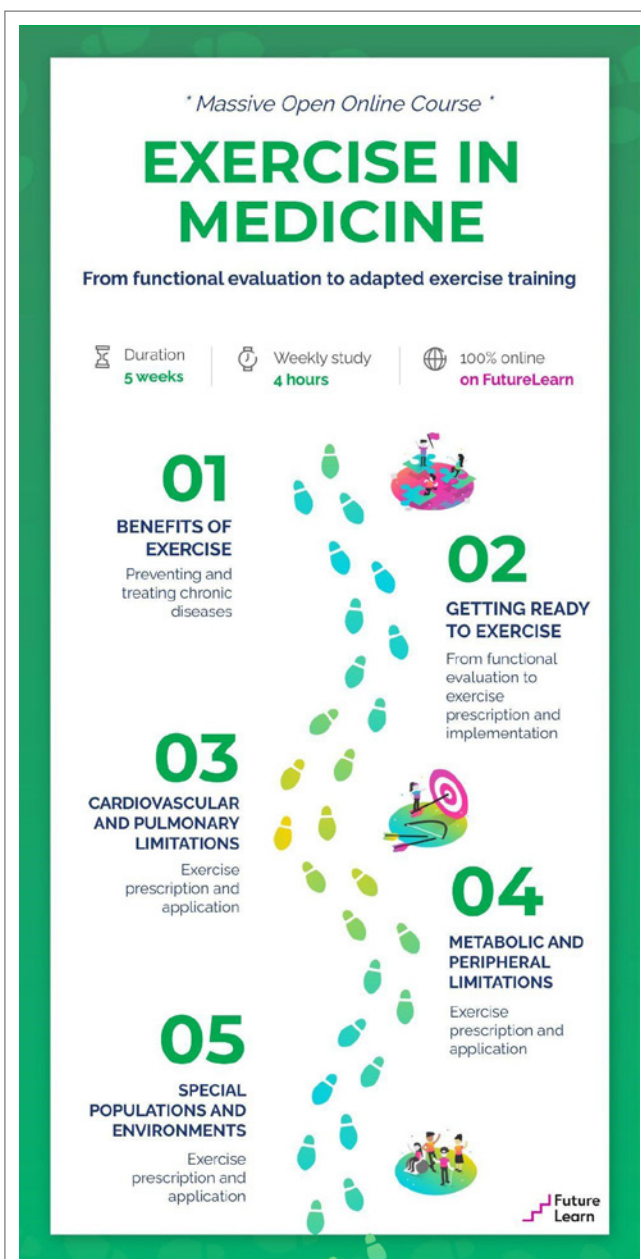 * Massive Open Online Course *
EXERCISE IN
MEDICINE
From functional evaluation to adapted exercise training
Duration
5 weeks
Weekly study
4 hours
100% online
on FutureLearn
01
BENEFITS OF
EXERCISE
Preventing and
treating chronic
diseases
02
GETTING READY
TO EXERCISE
From functional
evaluation to
exercise
prescription and
implementation
03
CARDIOVASCULAR
AND PULMONARY
LIMITATIONS
Exercise
prescription and
application
04
METABOLIC AND
PERIPHERAL
LIMITATIONS
Exercise
prescription and
application
05
SPECIAL
POPULATIONS AND
ENVIRONMENTS
Exercise
prescription and
application
Future
Learn